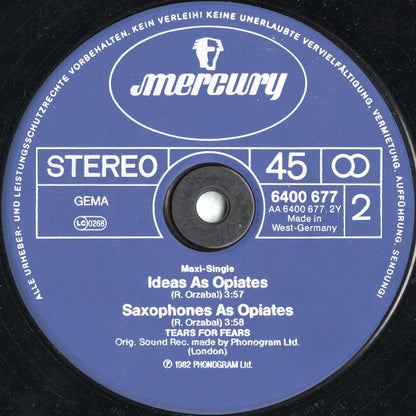 ALLE URHEBER- UND LEISTUNGSSCHUTZRECHTE VORBEHALTEN. KEIN VERLEIH! KEINE UNERLAUBTE VERVIELFÄLTIGUNG, VERMIETUNG, AUFFÜHRUNG, SENDUNG!
mercury
STEREO
45
GEMA
LC 0268
6400 677
AA 6400 677. 2Y
Made in
West-Germany
2
Maxi-Single
Ideas As Opiates
(R. Orzabal) 3:57
Saxophones As Opiates
(R. Orzabal) 3:58
TEARS FOR FEARS
Orig. Sound Rec. made by Phonogram Ltd.
(London)
℗ 1982 PHONOGRAM Ltd.